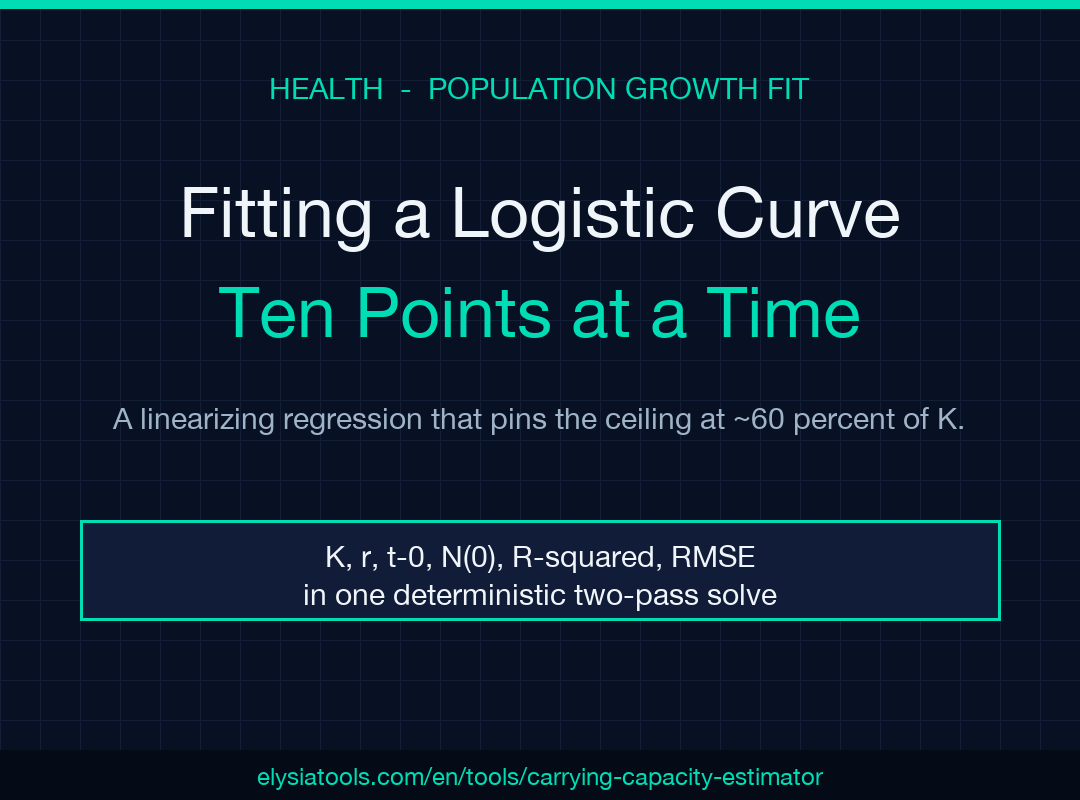 HEALTH - POPULATION GROWTH FIT
Fitting a Logistic Curve
Ten Points at a Time
A linearizing regression that pins the ceiling at ~60 percent of K.
K, r, t-0, N(0), R-squared, RMSE
in one deterministic two-pass solve
elysiatools.com/en/tools/carrying-capacity-estimator